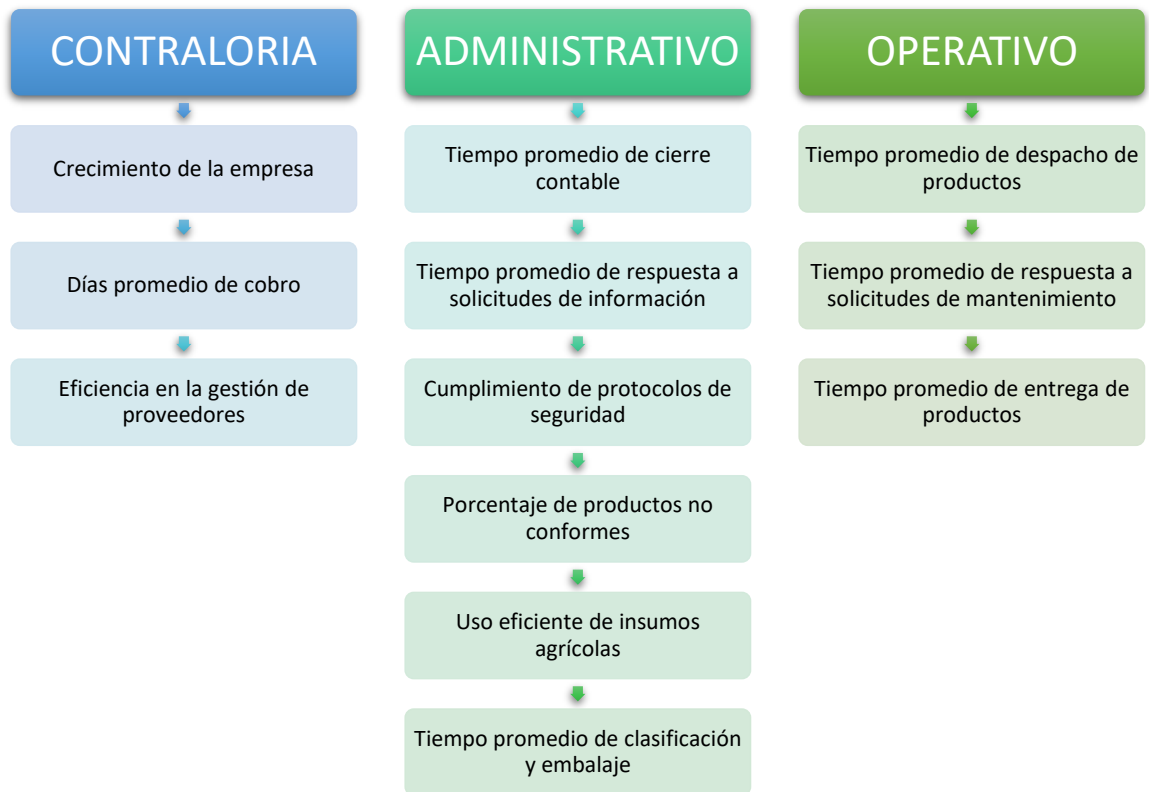 CONTRALORIA
Crecimiento de la empresa
Días promedio de cobro
Eficiencia en la gestión de
proveedores
ADMINISTRATIVO
Tiempo promedio de cierre
contable
Tiempo promedio de respuesta a
solicitudes de información
Cumplimiento de protocolos de
seguridad
Porcentaje de productos no
conformes
Uso eficiente de insumos
agrícolas
Tiempo promedio de clasificación
y embalaje
OPERATIVO
Tiempo promedio de despacho de
productos
Tiempo promedio de respuesta a
solicitudes de mantenimiento
Tiempo promedio de entrega de
productos